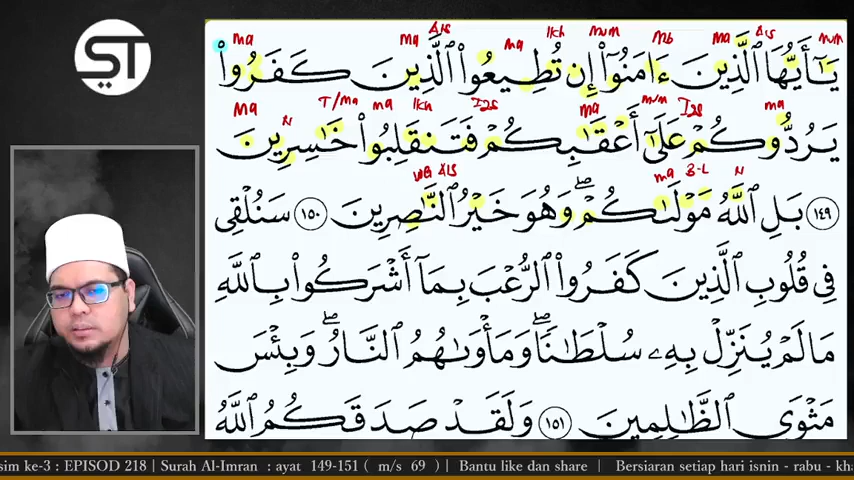 ST
يَـٰٓأَيُّهَا ٱلَّذِينَ ءَامَنُوٓا۟ إِن تُطِيعُوا۟ ٱلَّذِينَ كَفَرُوا۟
يَرُدُّوكُمْ عَلَىٰٓ أَعْقَـٰبِكُمْ فَتَنقَلِبُوا۟ خَـٰسِرِينَ
١٤٩ بَلِ ٱللَّهُ مَوْلَىٰكُمْ ۖ وَهُوَ خَيْرُ ٱلنَّـٰصِرِينَ ١٥٠ سَنُلْقِى
فِى قُلُوبِ ٱلَّذِينَ كَفَرُوا۟ ٱلرُّعْبَ بِمَآ أَشْرَكُوا۟ بِٱللَّهِ
مَا لَمْ يُنَزِّلْ بِهِۦ سُلْطَـٰنًا ۖ وَمَأْوَىٰهُمُ ٱلنَّارُ ۖ وَبِئْسَ
مَثْوَى ٱلظَّـٰلِمِينَ ١٥١ وَلَقَدْ صَدَقَكُمُ ٱللَّهُ
sim ke-3 : EPISOD 218 | Surah Al-Imran : ayat 149-151 ( m/s 69 ) | Bantu like dan share | Bersiaran setiap hari isnin - rabu - kh